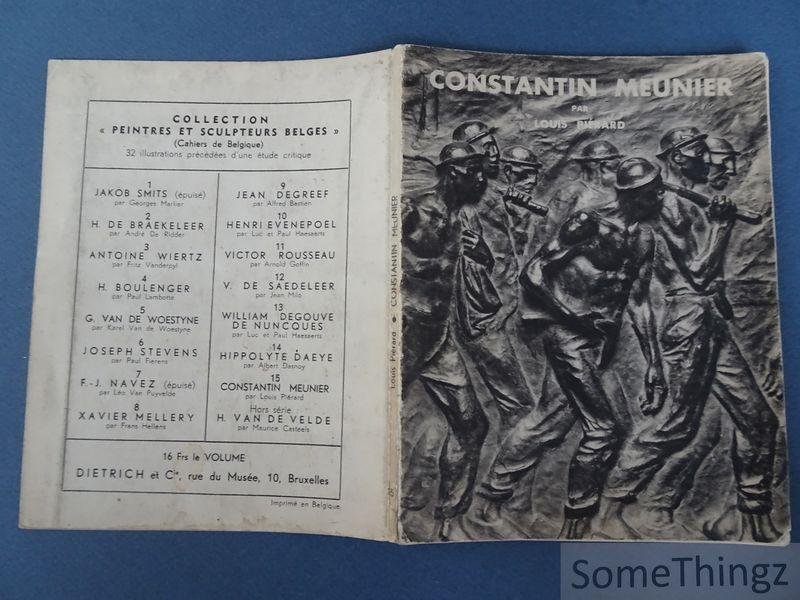 COLLECTION
« PEINTRES ET SCULPTEURS BELGES »
(Cahiers de Belgique)
32 illustrations précédées d'une étude critique
1
JAKOB SMITS (épuisé)
par Georges Marlier
2
H. DE BRAEKELEER
par André De Ridder
3
ANTOINE WIERTZ
par Fritz Vanderpyl
4
H. BOULENGER
par Paul Lambotte
5
G. VAN DE WOESTYNE
par Karel Van de Woestyne
6
JOSEPH STEVENS
par Paul Fierens
7
F.-J. NAVEZ (épuisé)
par Léo Van Puyvelde
8
XAVIER MELLERY
par Frans Hellens
9
JEAN DEGREEF
par Alfred Bastien
10
HENRI EVENEPOEL
par Luc et Paul Haesaerts
11
VICTOR ROUSSEAU
par Arnold Goffin
12
V. DE SAEDELEER
par Jean Milo
13
WILLIAM DEGOUVE
DE NUNCQUES
par Luc et Paul Haesaerts
14
HIPPOLYTE DAEYE
par Albert Dasnoy
15
CONSTANTIN MEUNIER
par Louis Piérard
Hors série
H. VAN DE VELDE
par Maurice Casteels
16 Frs le VOLUME
DIETRICH et Cie, rue du Musée, 10, Bruxelles
Imprimé en Belgique
Louis Piérard ● CONSTANTIN MEUNIER
15
CONSTANTIN MEUNIER
PAR
LOUIS PIÉRARD
SomeThingz